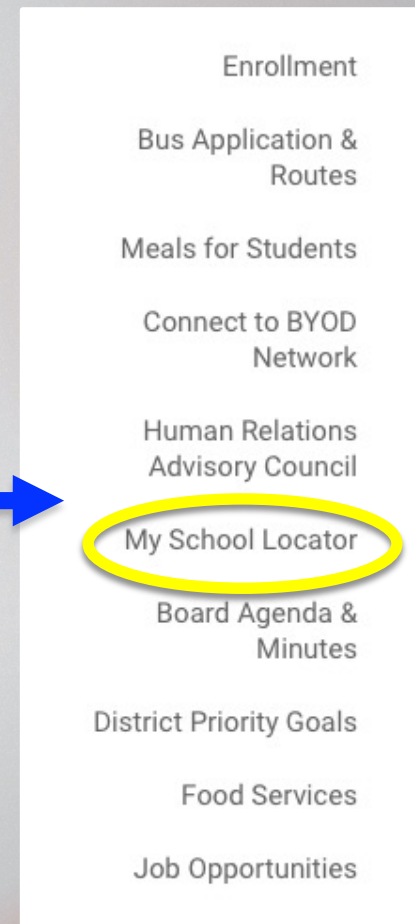 Enrollment
Bus Application &
Routes
Meals for Students
Connect to BYOD
Network
Human Relations
Advisory Council
My School Locator
Board Agenda &
Minutes
District Priority Goals
Food Services
Job Opportunities